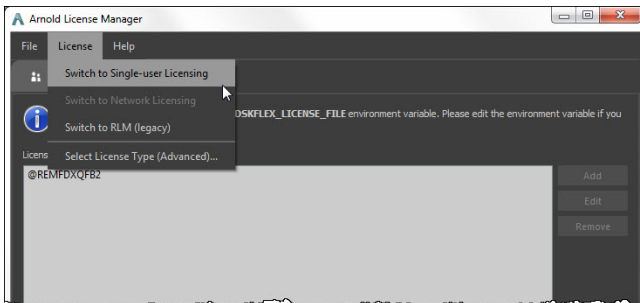 Arnold License Manager
File License Help
Switch to Single-user Licensing
Switch to Network Licensing
DSKFLEX_LICENSE_FILE environment variable. Please edit the environment variable if you
Switch to RLM (legacy)
Licens
Select License Type (Advanced)...
@REMFDXQFB2
Add
Edit
Remove